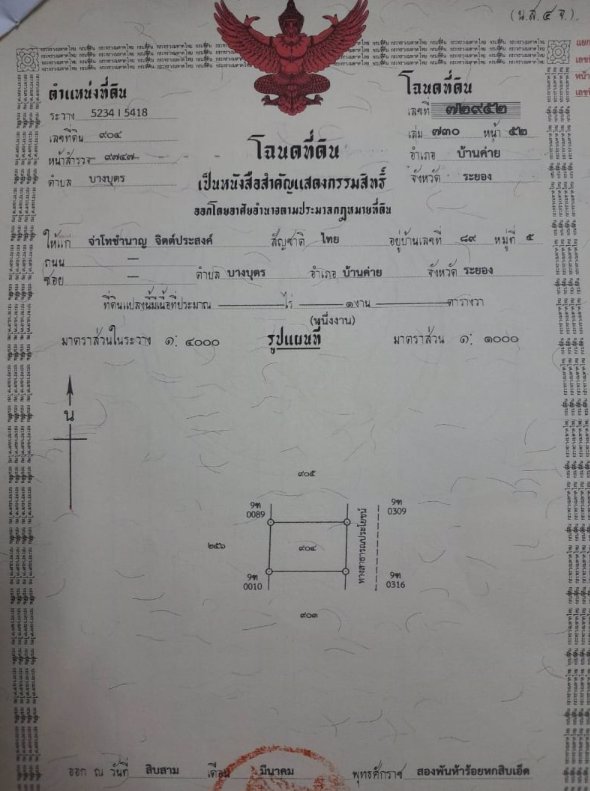 (น.ส. ๔ จ.)
ตำแหน่งที่ดิน
ระวาง 5234 I 5418
เลขที่ดิน ๙๐๔
หน้าสำรวจ ๙๗๔๗
ตำบล บางบุตร
โฉนดที่ดิน
เลขที่ ๗๒๙๕๒
เล่ม ๗๓๐ หน้า ๕๒
อำเภอ บ้านค่าย
จังหวัด ระยอง
โฉนดที่ดิน
เป็นหนังสือสำคัญแสดงกรรมสิทธิ์
ออกโดยอาศัยอำนาจตามประมวลกฎหมายที่ดิน
ให้แก่ จ่าโทชำนาญ จิตต์ประสงค์ สัญชาติ ไทย อยู่บ้านเลขที่ ๘๙ หมู่ที่ ๕
ถนน —
ซอย — ตำบล บางบุตร อำเภอ บ้านค่าย จังหวัด ระยอง
ที่ดินแปลงนี้มีเนื้อที่ประมาณ — ไร่ ๑ งาน — ตารางวา
(หนึ่งงาน)
มาตราส่วนในระวาง ๑: ๔๐๐๐ รูปแผนที่ มาตราส่วน ๑: ๑๐๐๐
น
๙๐๕
9ฑ
0089
9ฑ
0309
๒๕๖
๙๐๔
ทางสาธารณประโยชน์
9ฑ
0010
9ฑ
0316
๙๐๓
ออก ณ วันที่ สิบสาม เดือน มีนาคม พุทธศักราช สองพันห้าร้อยหกสิบเอ็ด